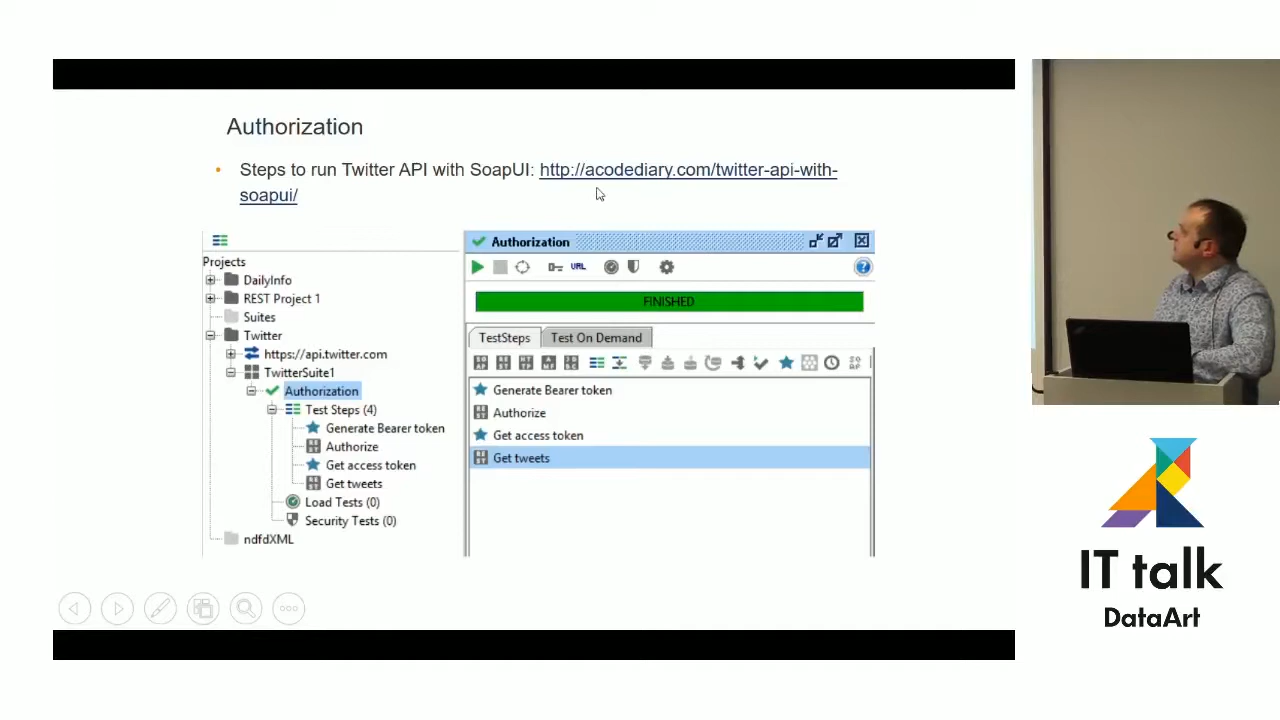 Authorization
Steps to run Twitter API with SoapUI: http://acodediary.com/twitter-api-with-
soapui/
Projects
DailyInfo
REST Project 1
Suites
Twitter
https://api.twitter.com
TwitterSuite1
Authorization
Test Steps (4)
Generate Bearer token
Authorize
Get access token
Get tweets
Load Tests (0)
Security Tests (0)
ndfdXML
Authorization
URL
FINISHED
TestSteps
Test On Demand
Generate Bearer token
Authorize
Get access token
Get tweets
IT talk
DataArt